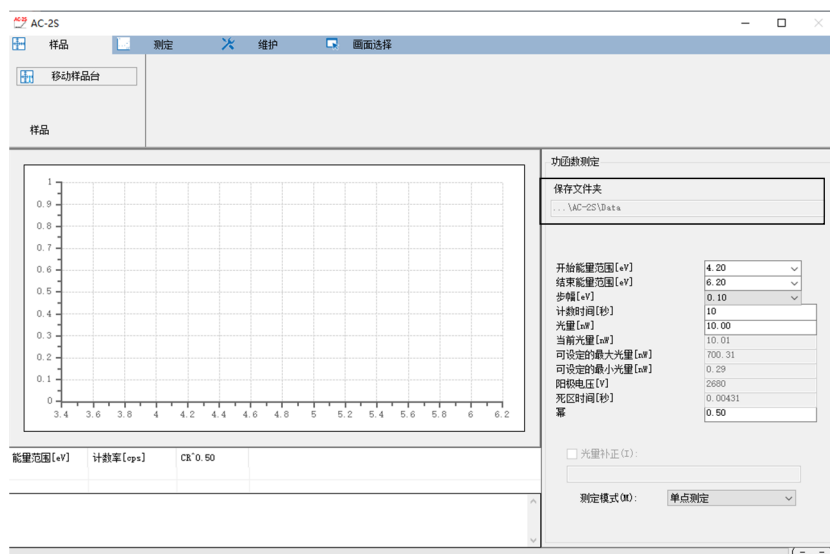 AC-2S
样品 测定 维护 画面选择
移动样品台
样品
功函数测定
保存文件夹
...\AC-2S\Data
1
0.9
0.8
0.7
0.6
0.5
0.4
0.3
0.2
0.1
0
3.4 3.6 3.8 4 4.2 4.4 4.6 4.8 5 5.2 5.4 5.6 5.8 6 6.2
开始能量范围[eV] 4.20
结束能量范围[eV] 6.20
步幅[eV] 0.10
计数时间[秒] 10
光量[nW] 10.00
当前光量[nW] 10.01
可设定的最大光量[nW] 700.31
可设定的最小光量[nW] 0.29
阳极电压[V] 2680
死区时间[秒] 0.00431
幂 0.50
能量范围[eV] 计数率[cps] CR^0.50
光量补正(I):
测定模式(M): 单点测定